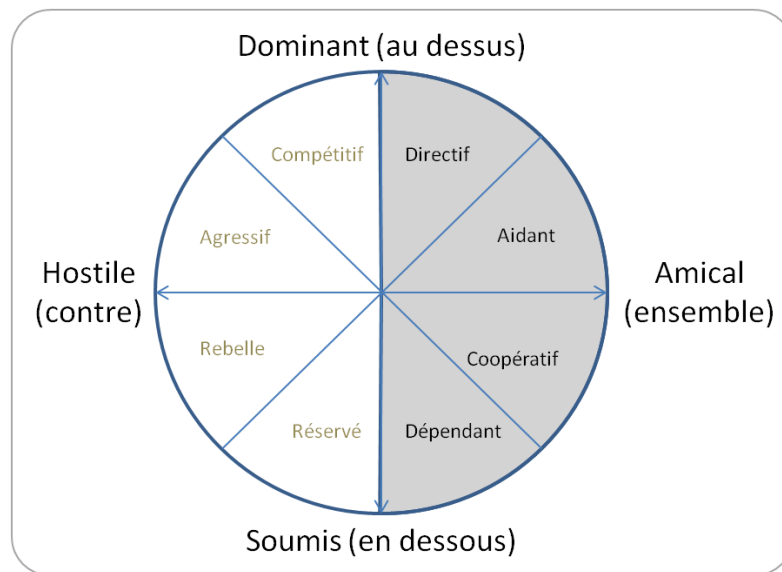 Dominant (au dessus)
Compétitif
Directif
Agressif
Aidant
Hostile
(contre)
Amical
(ensemble)
Rebelle
Coopératif
Réservé
Dépendant
Soumis (en dessous)